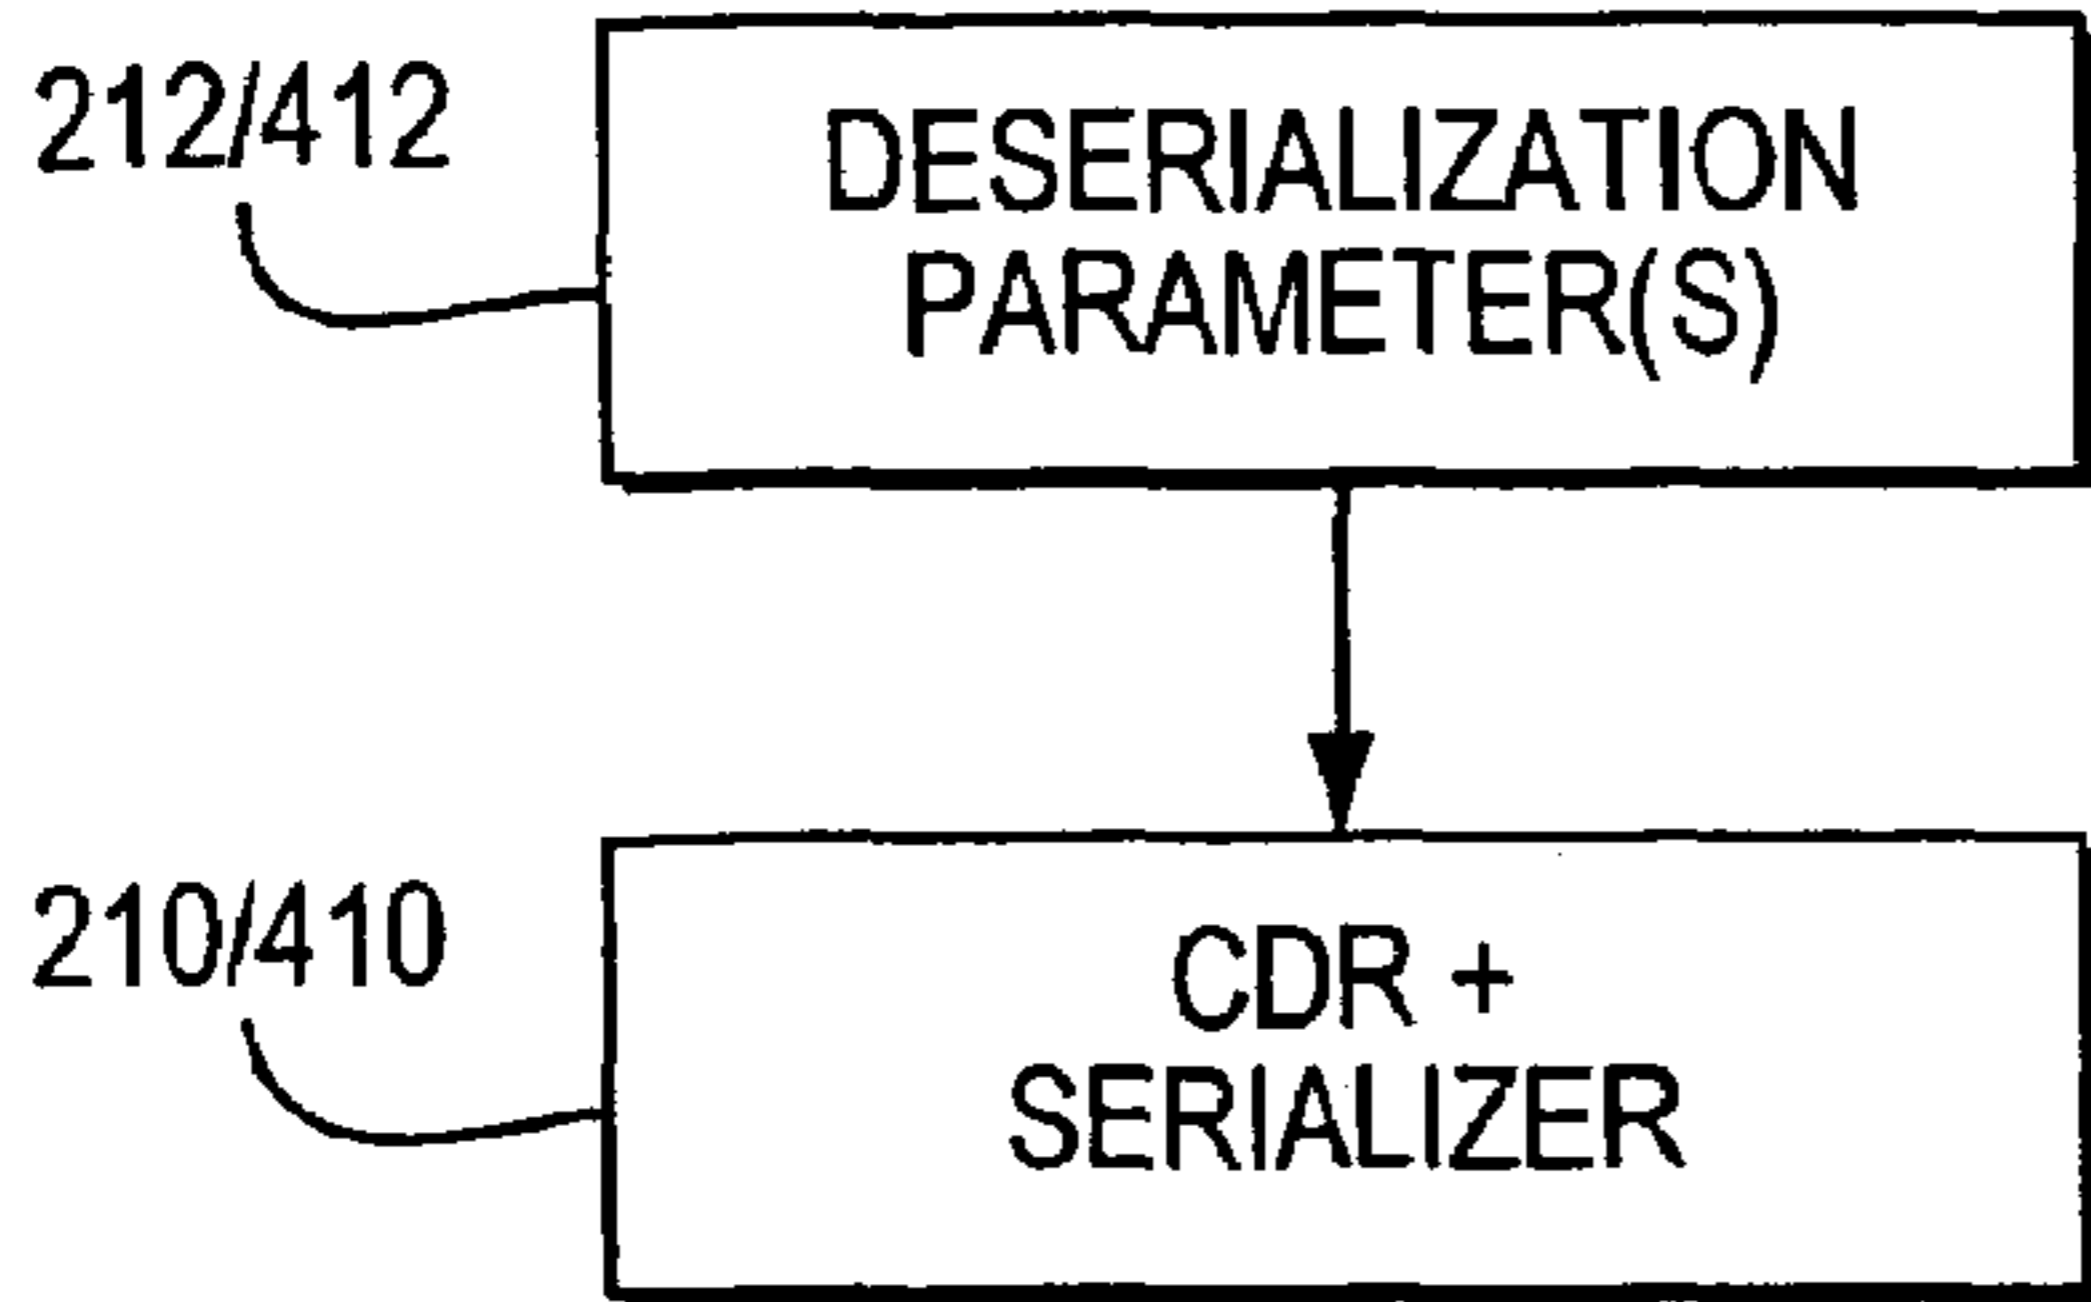 212/412
DESERIALIZATION
PARAMETER(S)
210/410
CDR +
SERIALIZER